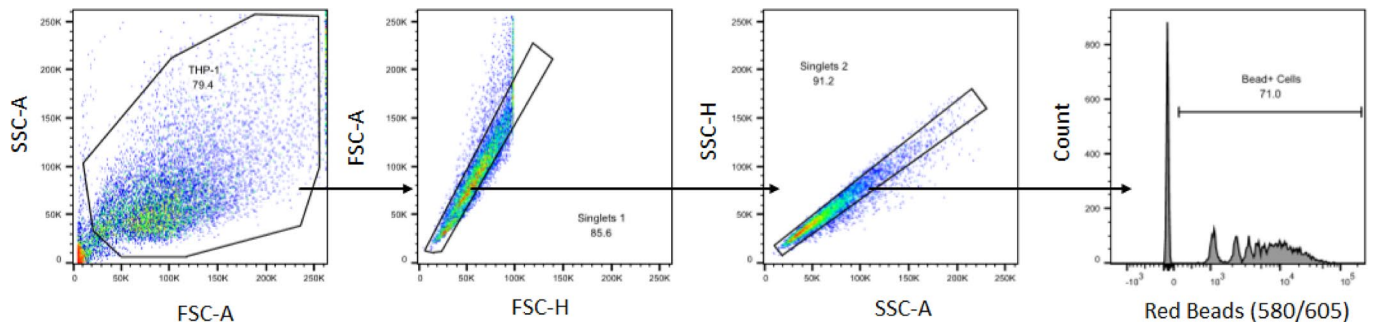 250K
200K
150K
100K
50K
0
SSC-A
THP-1
79.4
0
50K
100K
150K
200K
250K
FSC-A
250K
200K
150K
100K
50K
0
FSC-A
Singlets 1
85.6
0
50K
100K
150K
200K
250K
FSC-H
250K
200K
150K
100K
50K
0
SSC-H
Singlets 2
91.2
0
50K
100K
150K
200K
250K
SSC-A
800
600
400
200
0
Count
Bead+ Cells
71.0
-10³
0
10³
10⁴
10⁵
Red Beads (580/605)